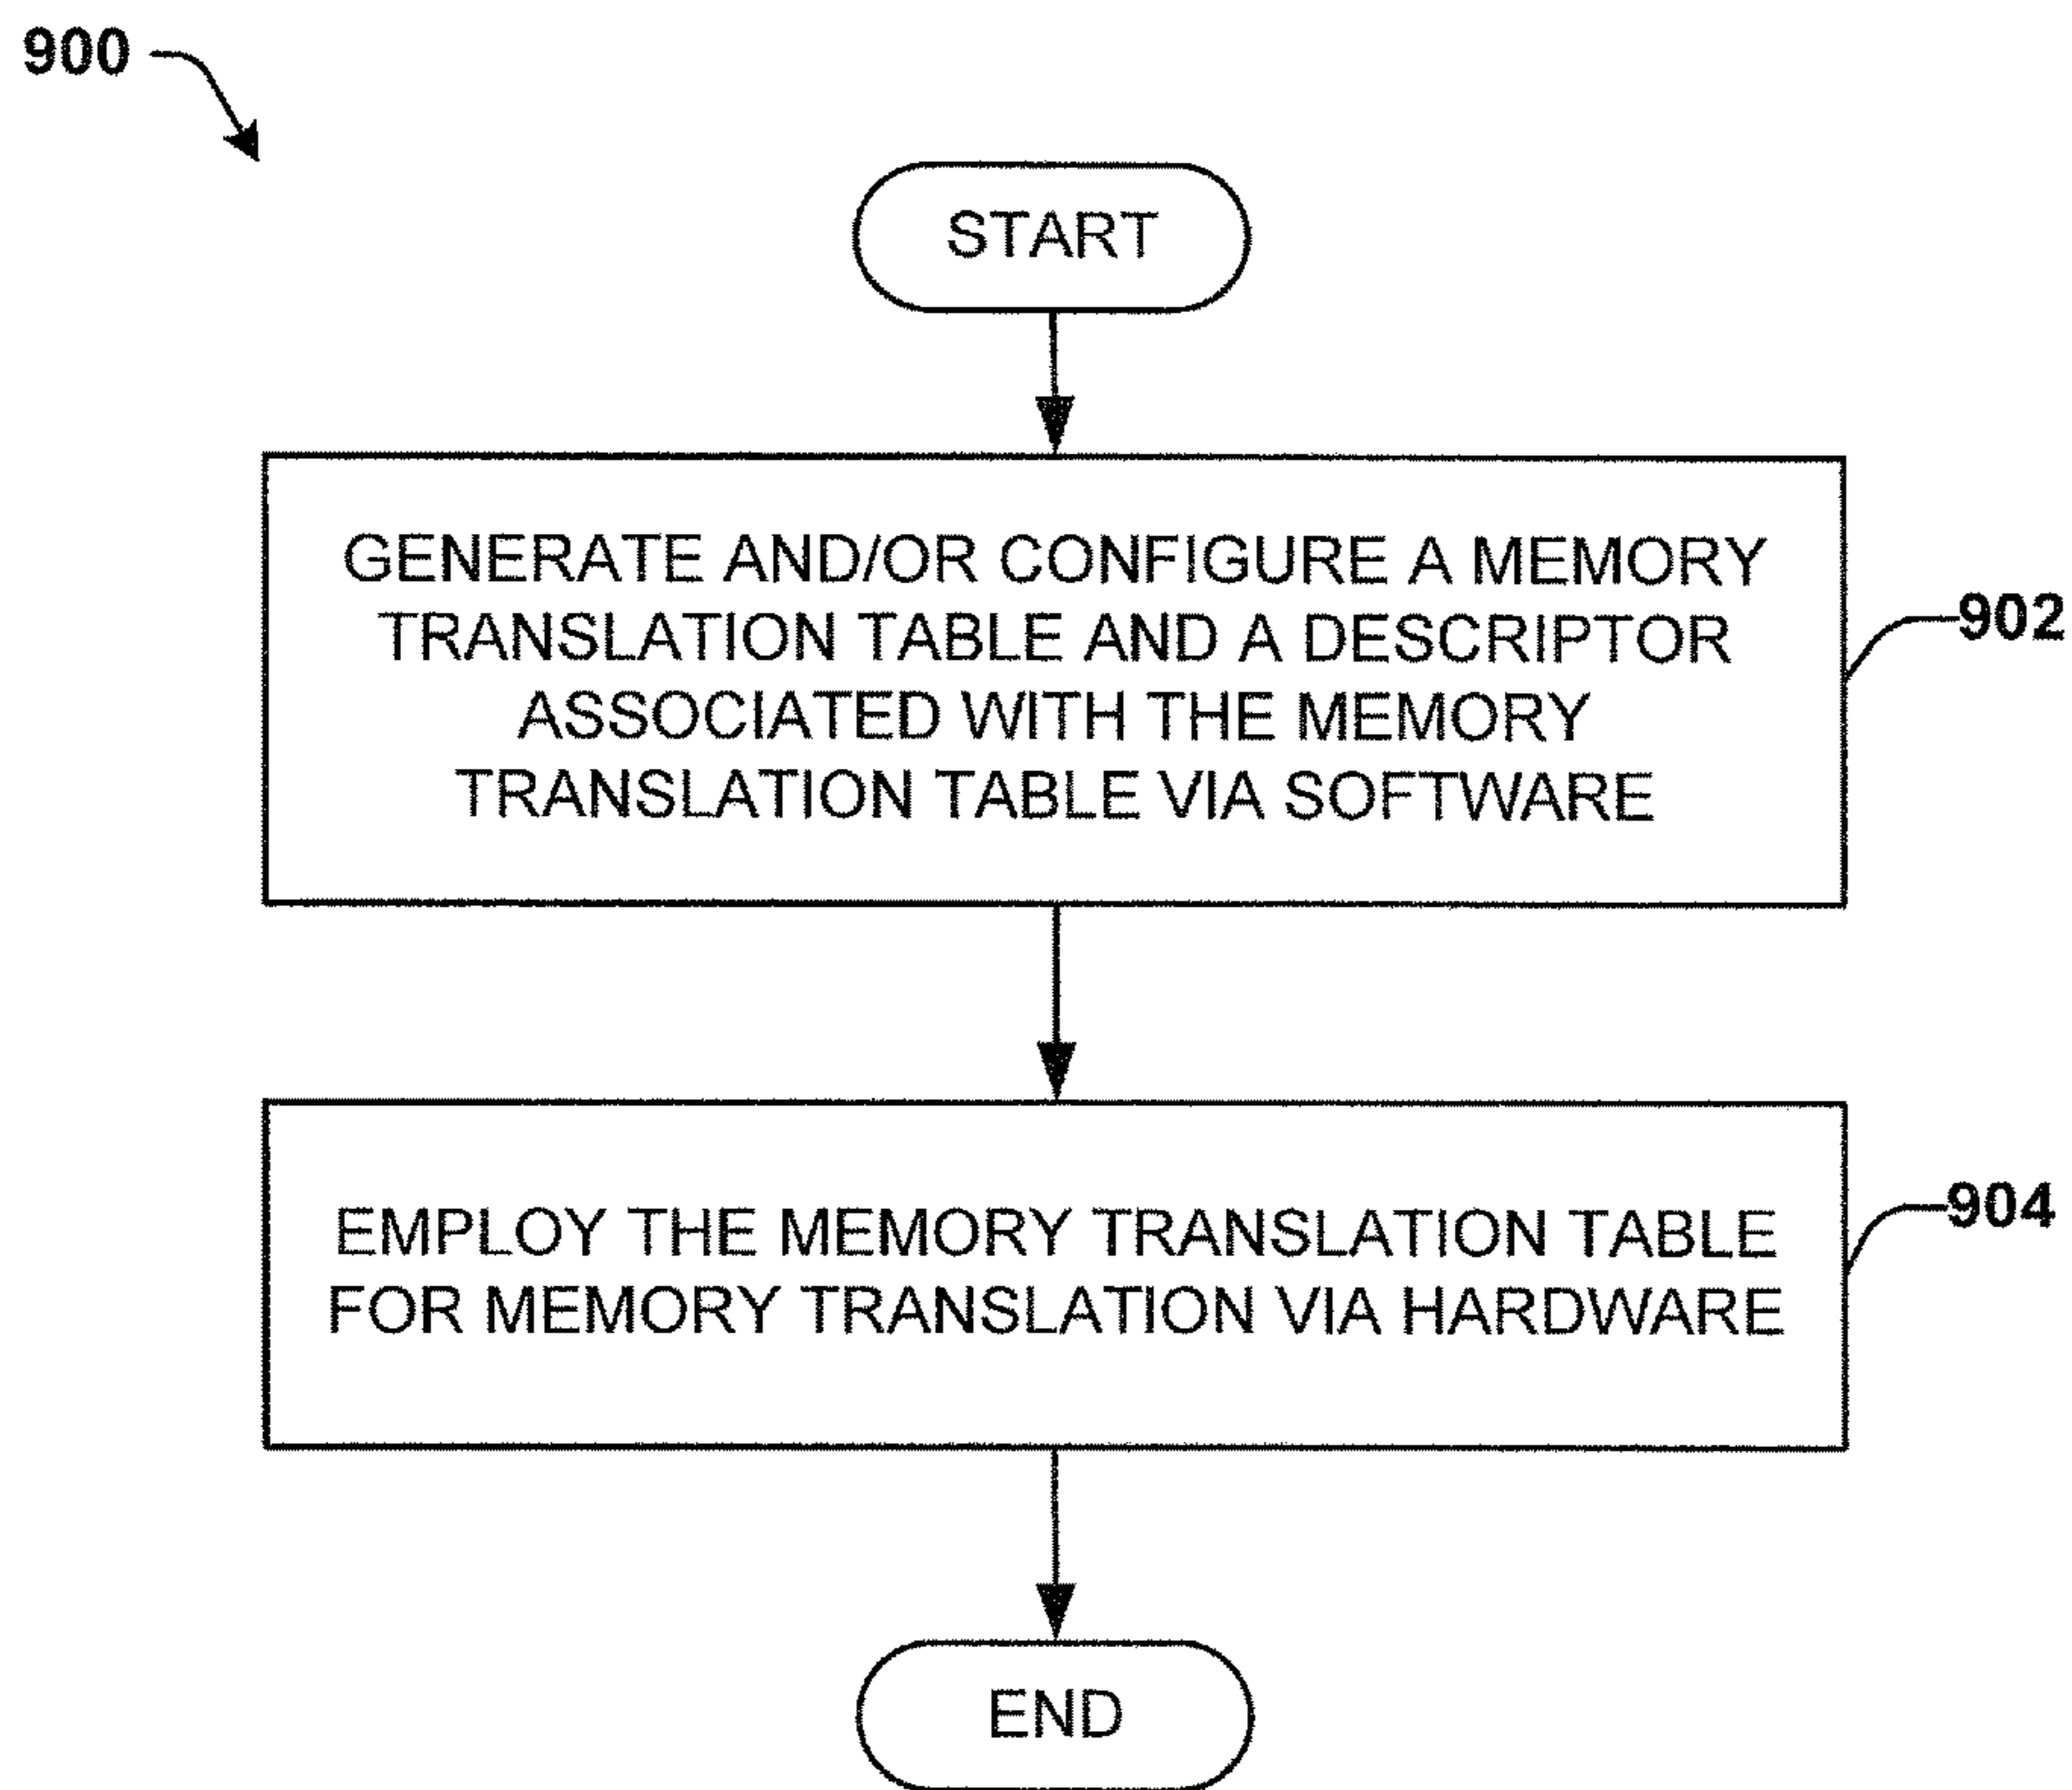 900
START
GENERATE AND/OR CONFIGURE A MEMORY
TRANSLATION TABLE AND A DESCRIPTOR
ASSOCIATED WITH THE MEMORY
TRANSLATION TABLE VIA SOFTWARE
902
EMPLOY THE MEMORY TRANSLATION TABLE
FOR MEMORY TRANSLATION VIA HARDWARE
904
END